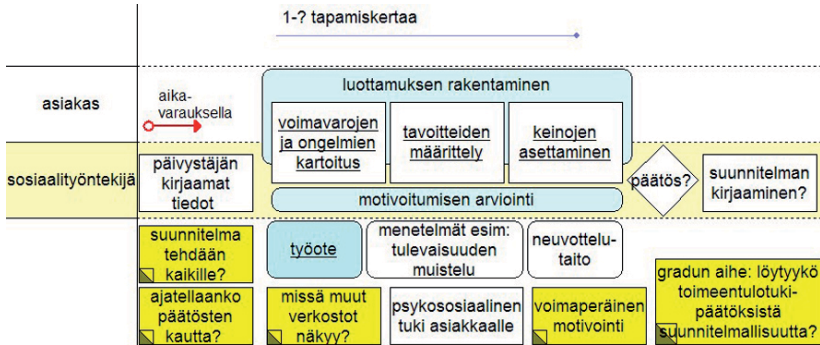 1-? tapamiskertaa
asiakas
aika-
varauksella
luottamuksen rakentaminen
voimavarojen
ja ongelmien
kartoitus
tavoitteiden
määrittely
keinojen
asettaminen
sosiaalityöntekijä
päivystäjän
kirjaamat
tiedot
motivoitumisen arviointi
päätös?
suunnitelman
kirjaaminen?
suunnitelma
tehdään
kaikille?
työote
menetelmät esim:
tulevaisuuden
muistelu
neuvottelu-
taito
gradun aihe: löytyykö
toimeentulotuki-
päätöksistä
suunnitelmallisuutta?
ajatellaanko
päätösten
kautta?
missä muut
verkostot
näkyy?
psykososiaalinen
tuki asiakkaalle
voimaperäinen
motivointi